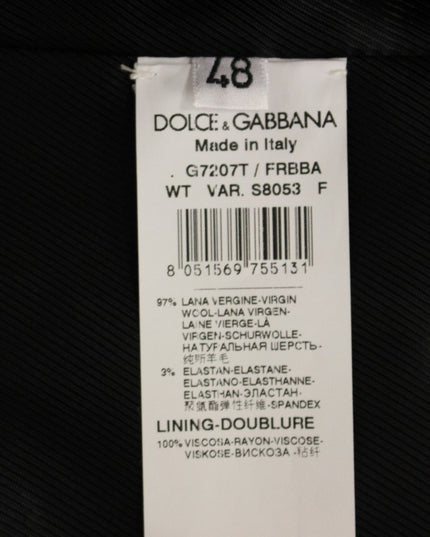 48
DOLCE & GABBANA
Made in Italy
. G7207T / FRBBA
WT VAR. S8053 F
8 051569 755131
97% LANA VERGINE-VIRGIN
WOOL-LANA VIRGEN-
LAINE VIERGE-LÀ
VIRGEN-SCHURWOLLE-
НАТУРАЛЬНАЯ ШЕРСТЬ-
纯所羊毛
3% ELASTAN-ELASTANE-
ELASTANO-ELASTHANNE-
ELASTHAN-ЭЛАСТАН-
聚氨酯弹性纤维-SPANDEX
LINING-DOUBLURE
100% VISCOSA-RAYON-VISCOSE-
VISKOSE-ВИСКОЗА -粘纤